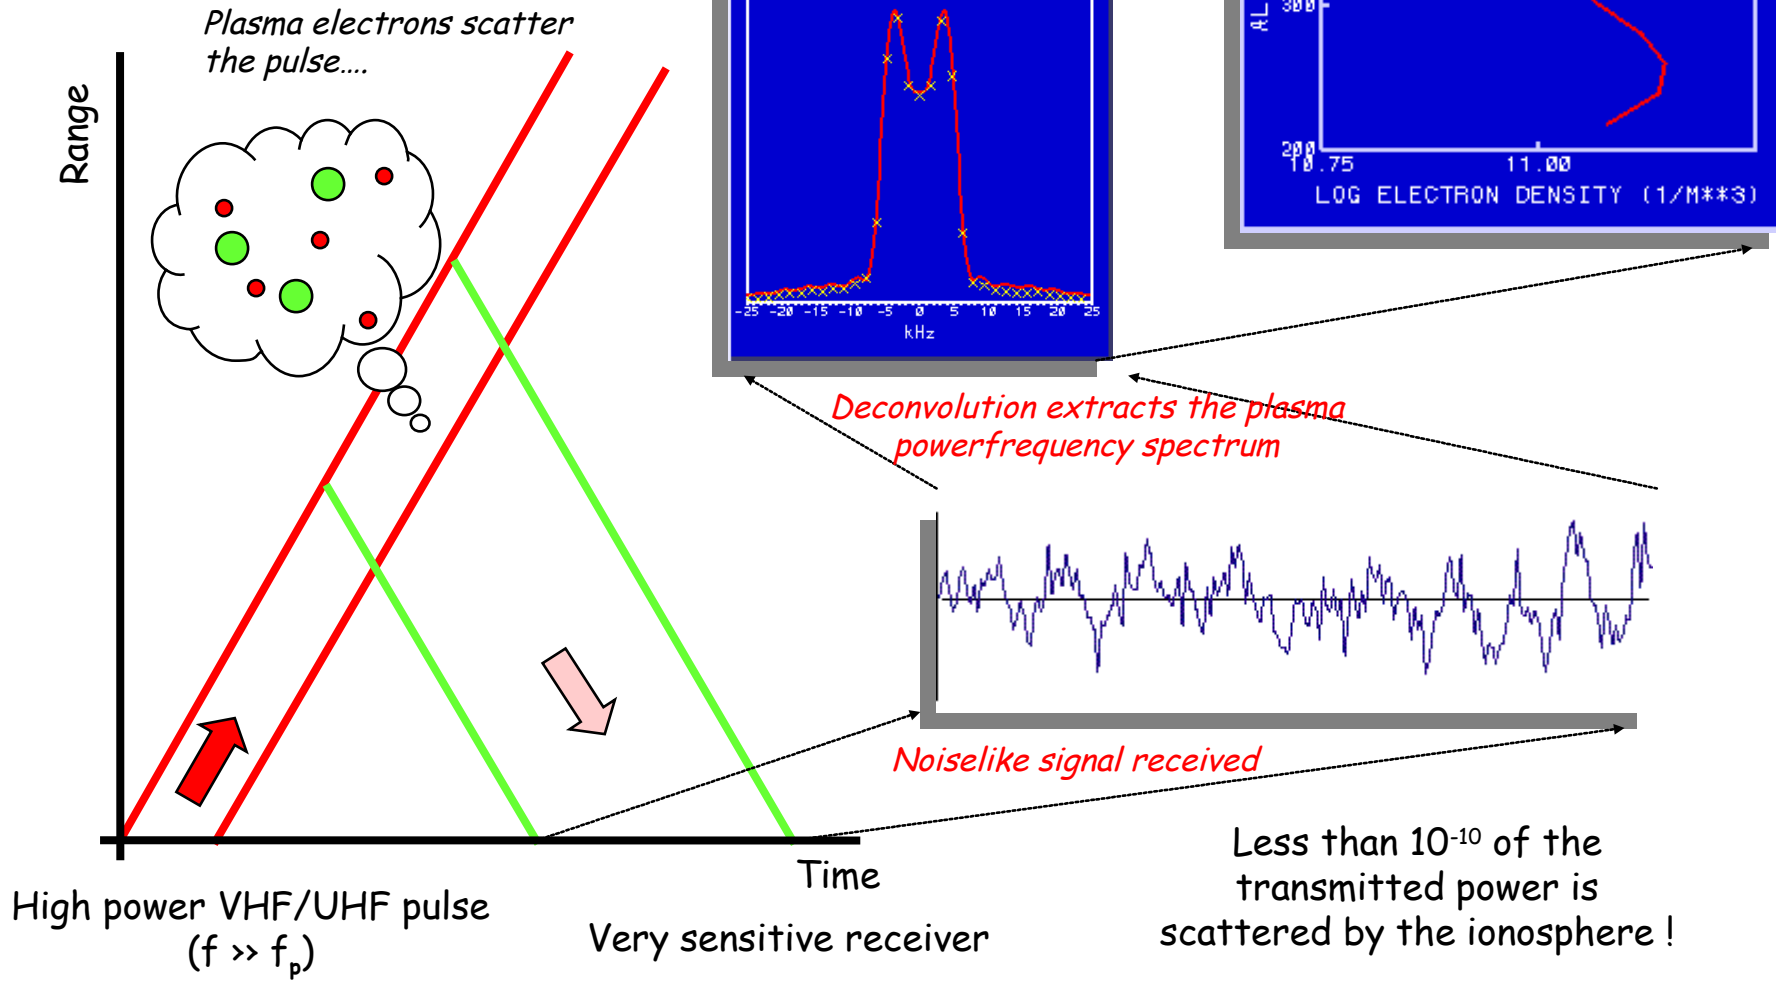 Plasma electrons scatter
the pulse....
Range
-25 -20 -15 -10 -5 0 5 10 15 20 25
kHz
300
200
10.75 11.00
LOG ELECTRON DENSITY (1/M**3)
Deconvolution extracts the plasma
powerfrequency spectrum
Noiselike signal received
Time
High power VHF/UHF pulse
(f >> fp)
Very sensitive receiver
Less than 10-10 of the
transmitted power is
scattered by the ionosphere !